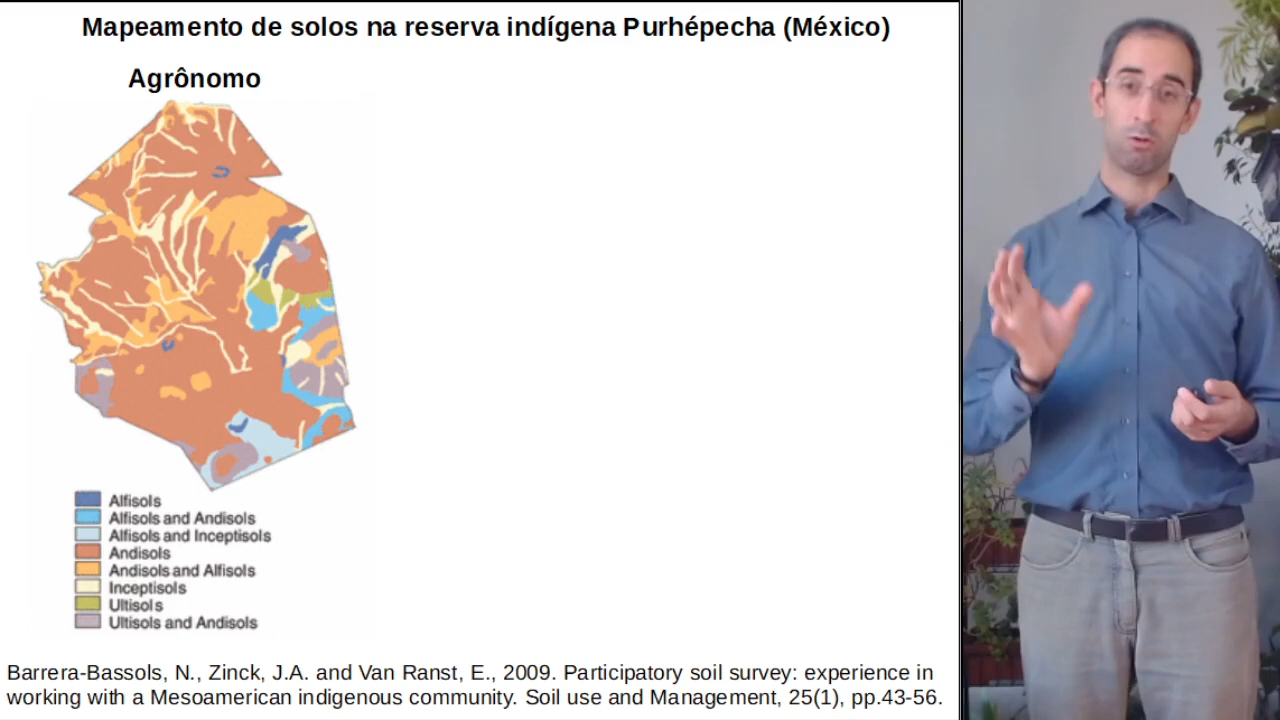 Mapeamento de solos na reserva indígena Purhépecha (México)
Agrônomo
Alfisols
Alfisols and Andisols
Alfisols and Inceptisols
Andisols
Andisols and Alfisols
Inceptisols
Ultisols
Ultisols and Andisols
Barrera-Bassols, N., Zinck, J.A. and Van Ranst, E., 2009. Participatory soil survey: experience in
working with a Mesoamerican indigenous community. Soil use and Management, 25(1), pp.43-56.